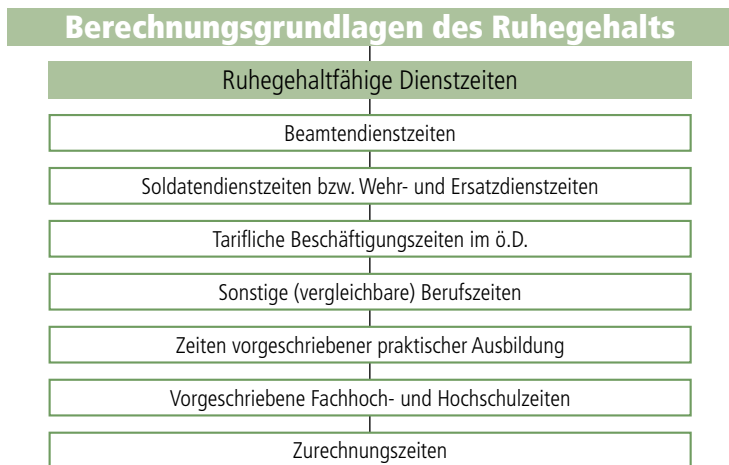 Berechnungsgrundlagen des Ruhegehalts
Ruhegehaltfähige Dienstzeiten
Beamtendienstzeiten
Soldatendienstzeiten bzw. Wehr- und Ersatzdienstzeiten
Tarifliche Beschäftigungszeiten im ö.D.
Sonstige (vergleichbare) Berufszeiten
Zeiten vorgeschriebener praktischer Ausbildung
Vorgeschriebene Fachhoch- und Hochschulzeiten
Zurechnungszeiten